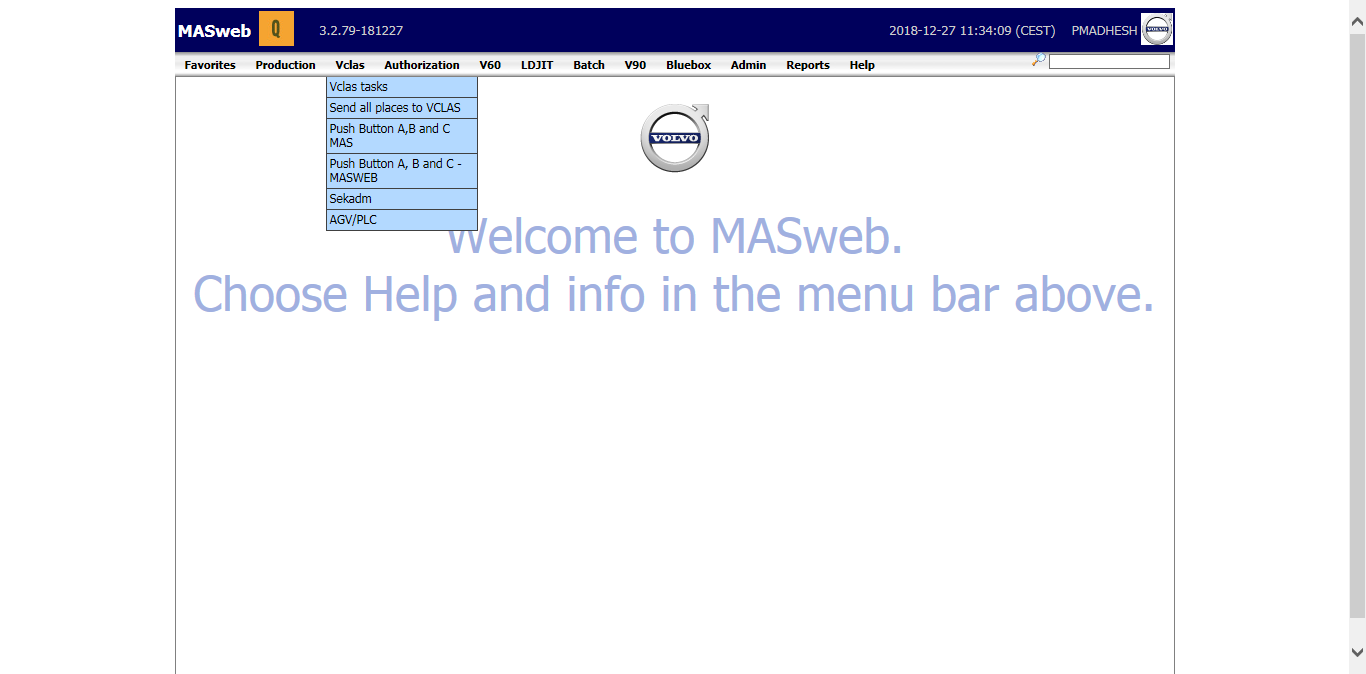 MASweb Q 3.2.79-181227 2018-12-27 11:34:09 (CEST) PMADHESH VOLVO
Favorites Production Vclas Authorization V60 LDJIT Batch V90 Bluebox Admin Reports Help
Vclas tasks
Send all places to VCLAS
Push Button A,B and C
MAS
Push Button A, B and C -
MASWEB
Sekadm
AGV/PLC
VOLVO
Welcome to MASweb.
Choose Help and info in the menu bar above.